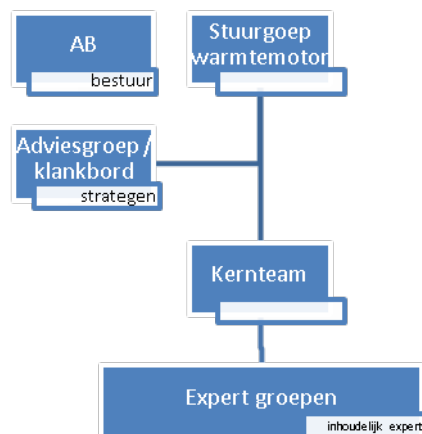 AB
bestuur
Stuurgoep
warmtemotor
Adviesgroep /
klankbord
strategen
Kernteam
Expert groepen
inhoudelijk expert